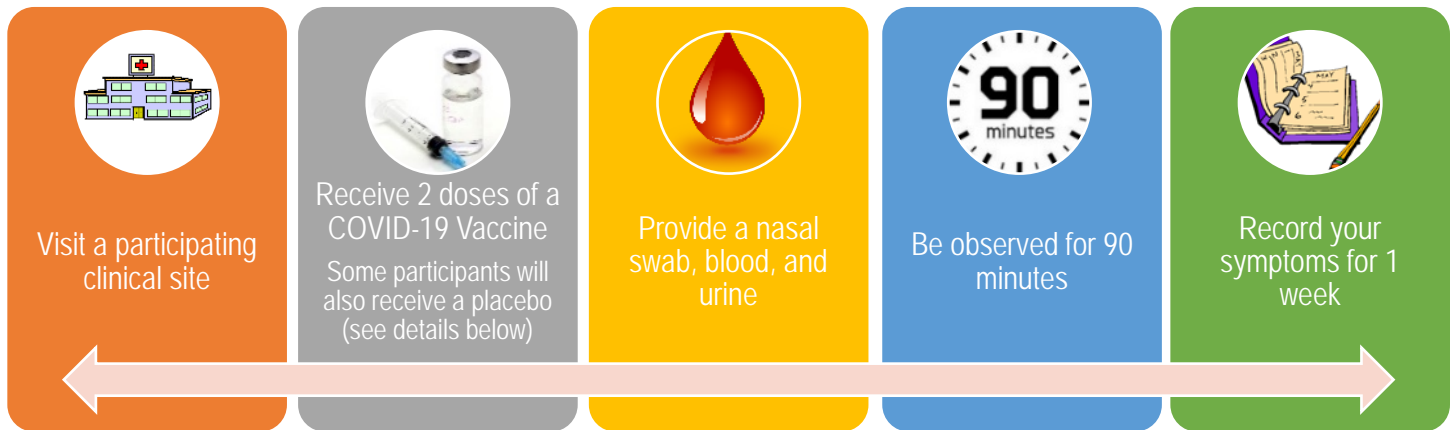 Visit a participating
clinical site
Receive 2 doses of a
COVID-19 Vaccine
Some participants will
also receive a placebo
(see details below)
Provide a nasal
swab, blood, and
urine
90
minutes
Be observed for 90
minutes
MAY
Record your
symptoms for 1
week